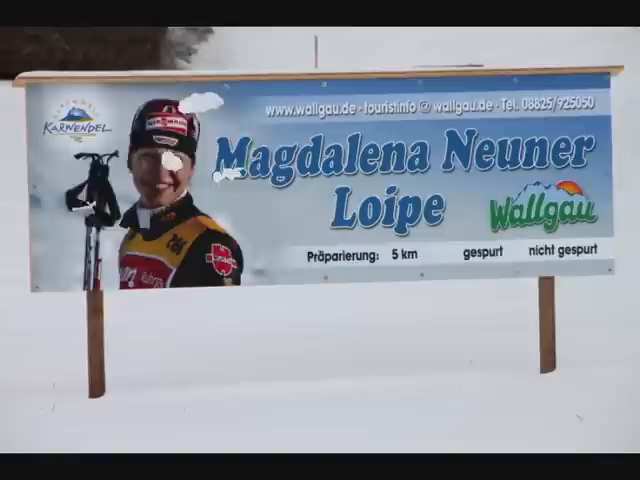 www.wallgau.de - touristinfo@wallgau.de - Tel. 08825/925050
KARWENDEL
Magdalena Neuner
Loipe
Wallgau
Präparierung: 5 km gespurt nicht gespurt